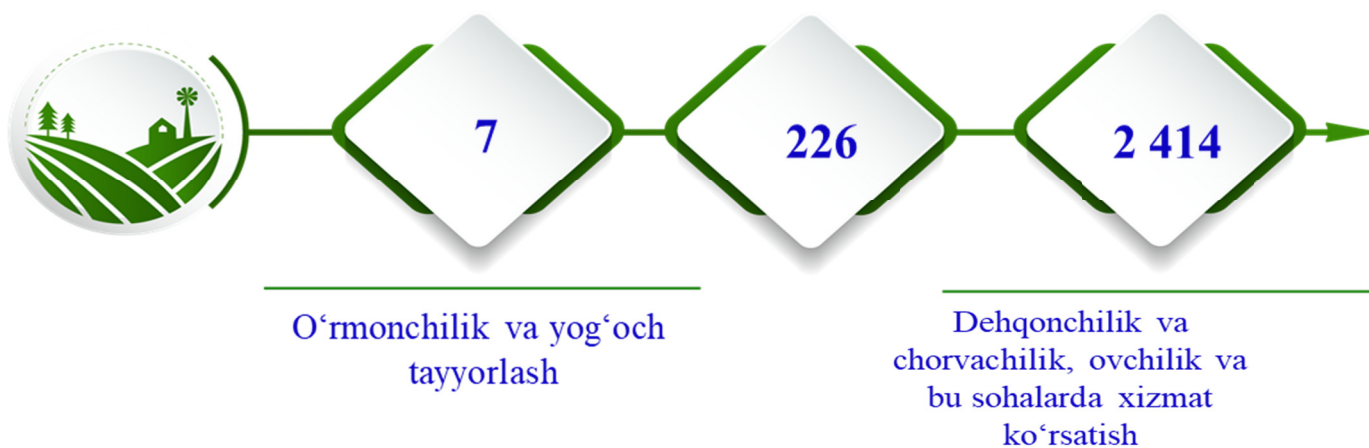 7
226
2 414
O‘rmonchilik va yog‘och
tayyorlash
Dehqonchilik va
chorvachilik, ovchilik va
bu sohalarda xizmat
ko‘rsatish